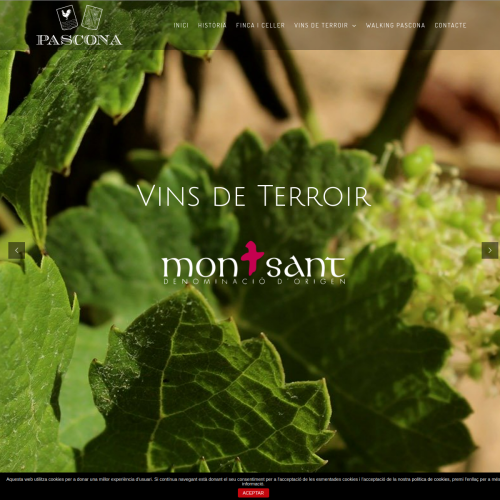 PASCONA
INICI HISTORIA FINCA I CELLER VINS DE TERROIR WALKING PASCONA CONTACTE
VINS DE TERROIR
montsant
DENOMINACIÓ D'ORIGEN
Aquesta web utilitza cookies per a donar una millor experiència d'usuari. Si continua navegant està donant el seu consentiment per a l'acceptació de les esmentades cookies i l'acceptació de la nostra política de cookies, premi l'enllaç per a
informació.
ACEPTAR